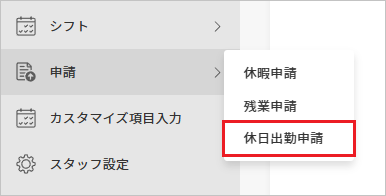 シフト
申請
休暇申請
残業申請
休日出勤申請
カスタマイズ項目入力
スタッフ設定